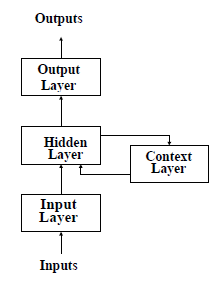 Outputs
Output
Layer
Hidden
Layer
Context
Layer
Input
Layer
Inputs